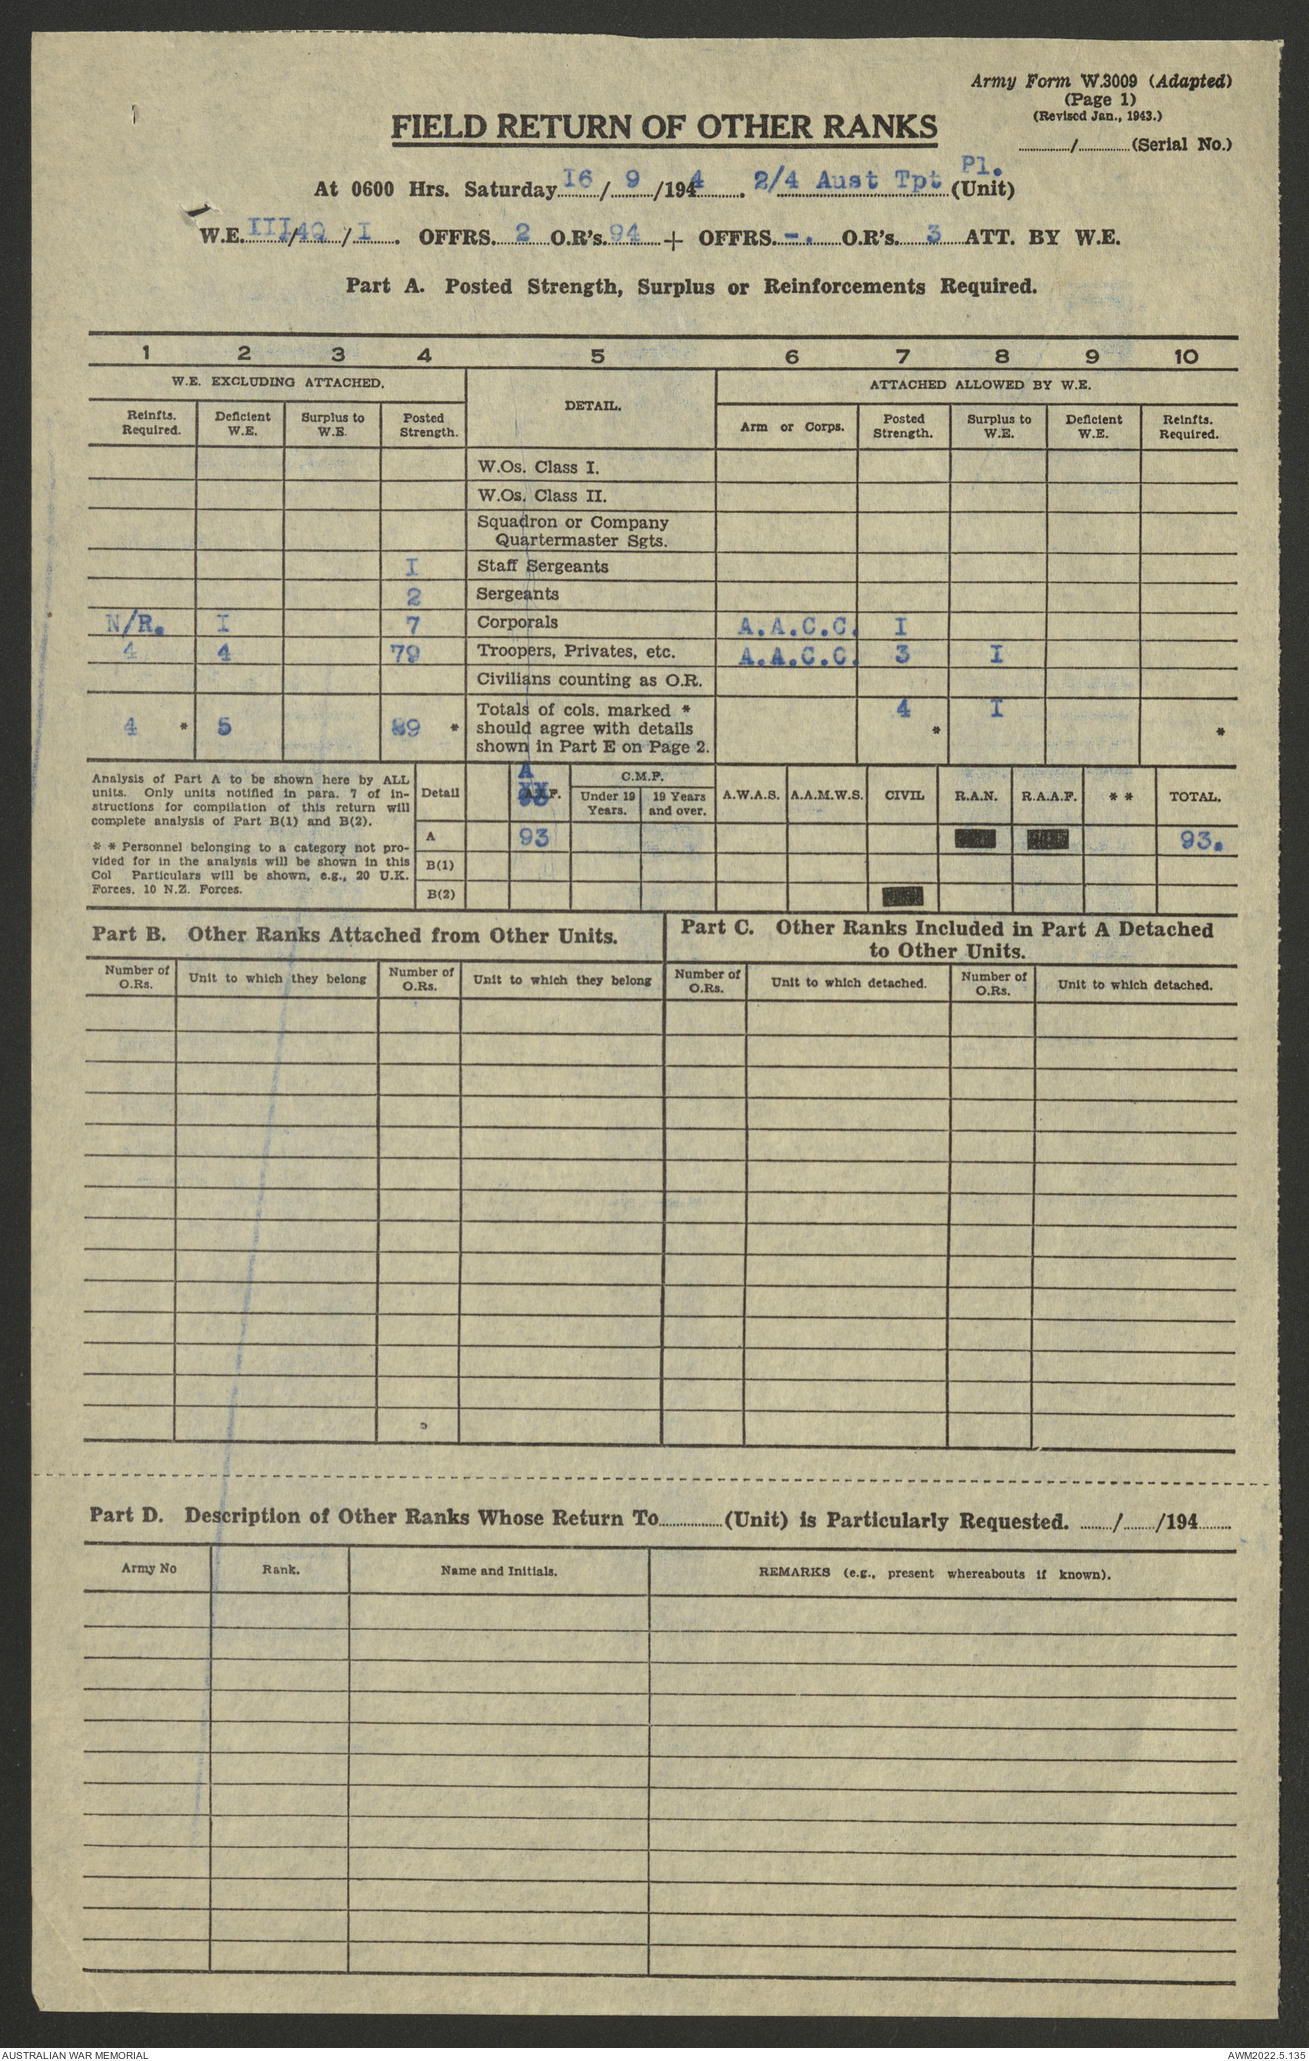 Army Form W.3009 (Adapted)
(Page 1)
(Revised Jan., 1943.)
FIELD RETURN OF OTHER RANKS
............/............(Serial No.)
At 0600 Hrs. Saturday 16/ 9 /1944. 2/4 Aust Tpt Pl. (Unit)
W.E. III/4Q /I . OFFRS. 2 O.R's. 94 + OFFRS. -. O.R's. 3 ATT. BY W.E.
Part A. Posted Strength, Surplus or Reinforcements Required.
1 2 3 4 5 6 7 8 9 10
W.E. EXCLUDING ATTACHED. DETAIL. ATTACHED ALLOWED BY W.E.
Reinfts. Required. Deficient W.E. Surplus to W.E. Posted Strength. Arm or Corps. Posted Strength. Surplus to W.E. Deficient W.E. Reinfts. Required.
W.Os. Class I.
W.Os. Class II.
Squadron or Company
Quartermaster Sgts.
I Staff Sergeants
2 Sergeants
N/R. I 7 Corporals A.A.C.C. I
4 4 79 Troopers, Privates, etc. A.A.C.C. 3 I
Civilians counting as O.R.
4 * 5 89 * Totals of cols. marked * should agree with details shown in Part E on Page 2. 4 * I *
Analysis of Part A to be shown here by ALL
units. Only units notified in para. 7 of in-
structions for compilation of this return will
complete analysis of Part B(1) and B(2).
* * Personnel belonging to a category not pro-
vided for in the analysis will be shown in this
Col Particulars will be shown, e.g., 20 U.K.
Forces, 10 N.Z. Forces.
Detail A A.I.F. C.M.F. Under 19 Years. 19 Years and over. A.W.A.S. A.A.M.W.S. CIVIL R.A.N. R.A.A.F. * * TOTAL.
A 93 93.
B(1)
B(2)
Part B. Other Ranks Attached from Other Units.
Part C. Other Ranks Included in Part A Detached
to Other Units.
Number of O.Rs. Unit to which they belong Number of O.Rs. Unit to which they belong Number of O.Rs. Unit to which detached. Number of O.Rs. Unit to which detached.
Part D. Description of Other Ranks Whose Return To............(Unit) is Particularly Requested. ......../......../194........
Army No Rank. Name and Initials. REMARKS (e.g., present whereabouts if known).
AUSTRALIAN WAR MEMORIAL
AWM2022.5.135